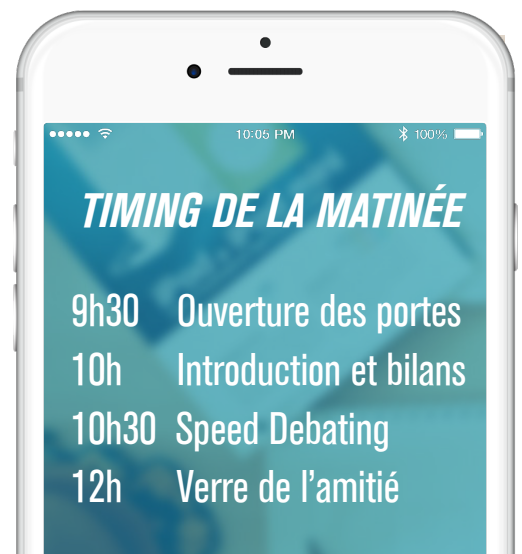 10:05 PM 100%
TIMING DE LA MATINÉE
9h30 Ouverture des portes
10h Introduction et bilans
10h30 Speed Debating
12h Verre de l’amitié